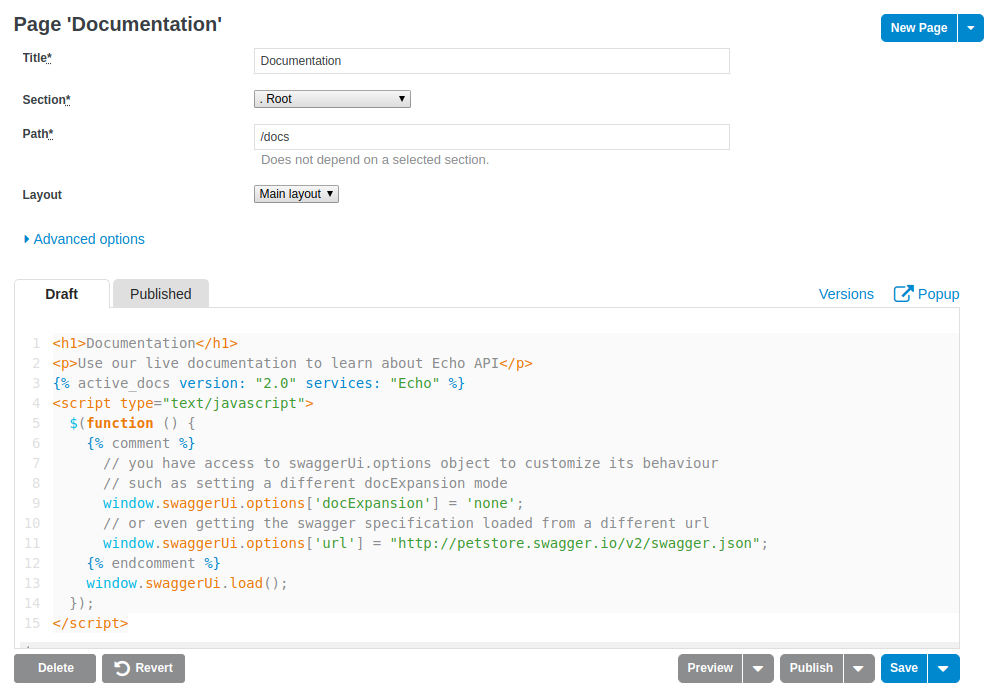 Page 'Documentation'
New Page
Title*
Documentation
Section*
. Root
Path*
/docs
Does not depend on a selected section.
Layout
Main layout
Advanced options
Draft
Published
Versions
Popup
1 <h1>Documentation</h1>
2 <p>Use our live documentation to learn about Echo API</p>
3 {% active_docs version: "2.0" services: "Echo" %}
4 <script type="text/javascript">
5   $(function () {
6     {% comment %}
7       // you have access to swaggerUi.options object to customize its behaviour
8       // such as setting a different docExpansion mode
9       window.swaggerUi.options['docExpansion'] = 'none';
10       // or even getting the swagger specification loaded from a different url
11       window.swaggerUi.options['url'] = "http://petstore.swagger.io/v2/swagger.json";
12     {% endcomment %}
13     window.swaggerUi.load();
14   });
15 </script>
Delete
Revert
Preview
Publish
Save